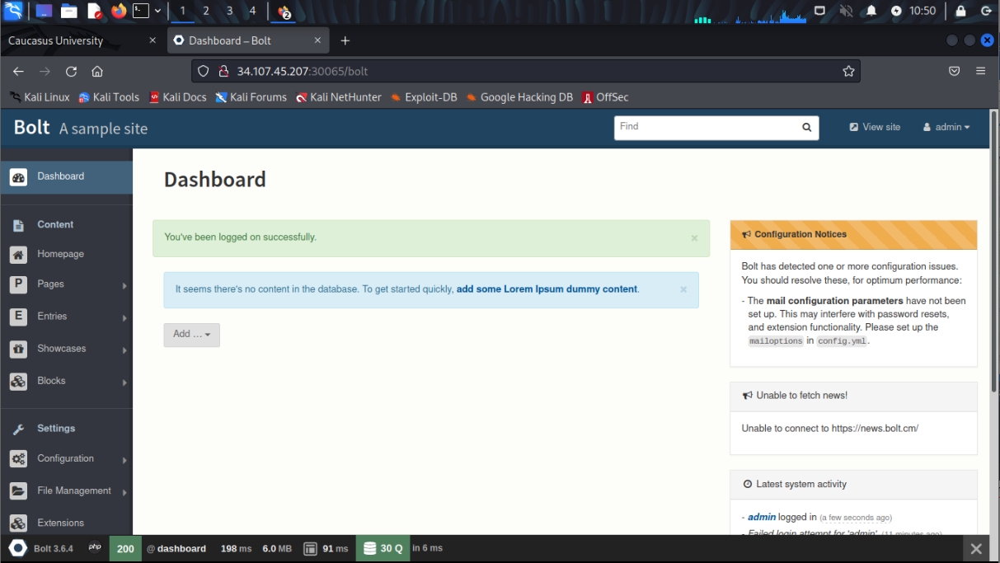 1 2 3 4 2 10:50
Caucasus University × Dashboard – Bolt × +
34.107.45.207:30065/bolt
Kali Linux Kali Tools Kali Docs Kali Forums Kali NetHunter Exploit-DB Google Hacking DB OffSec
Bolt A sample site Find View site admin
Dashboard
Content
Homepage
P Pages
E Entries
Showcases
Blocks
Settings
Configuration
File Management
Extensions
Dashboard
You've been logged on successfully. ×
It seems there's no content in the database. To get started quickly, add some Lorem Ipsum dummy content. ×
Add ...
Configuration Notices
Bolt has detected one or more configuration issues.
You should resolve these, for optimum performance:
- The mail configuration parameters have not been
set up. This may interfere with password resets,
and extension functionality. Please set up the
mailoptions in config.yml.
Unable to fetch news!
Unable to connect to https://news.bolt.cm/
Latest system activity
- admin logged in (a few seconds ago)
- Failed login attempt for 'admin'. (11 minutes ago)
Bolt 3.6.4 php 200 @ dashboard 198 ms 6.0 MB 91 ms 30 Q in 6 ms